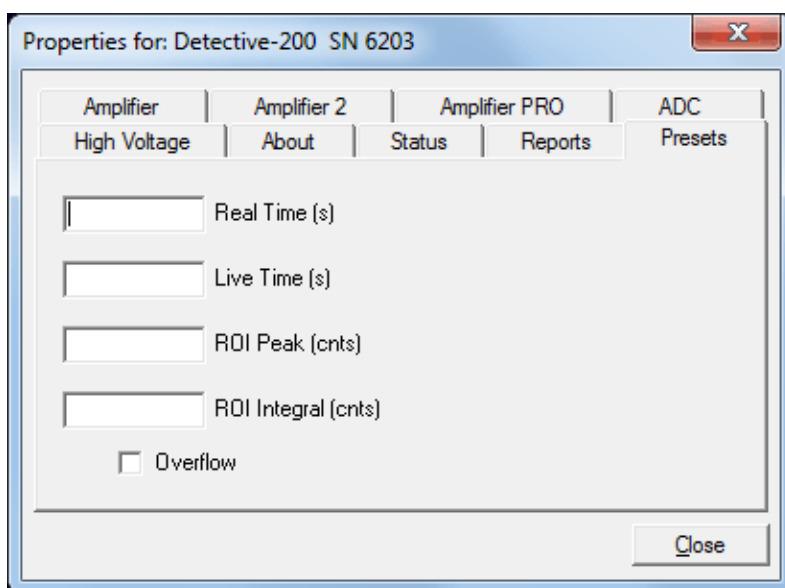 Properties for: Detective-200 SN 6203
Amplifier Amplifier 2 Amplifier PRO ADC
High Voltage About Status Reports Presets
Real Time (s)
Live Time (s)
ROI Peak (cnts)
ROI Integral (cnts)
Overflow
Close